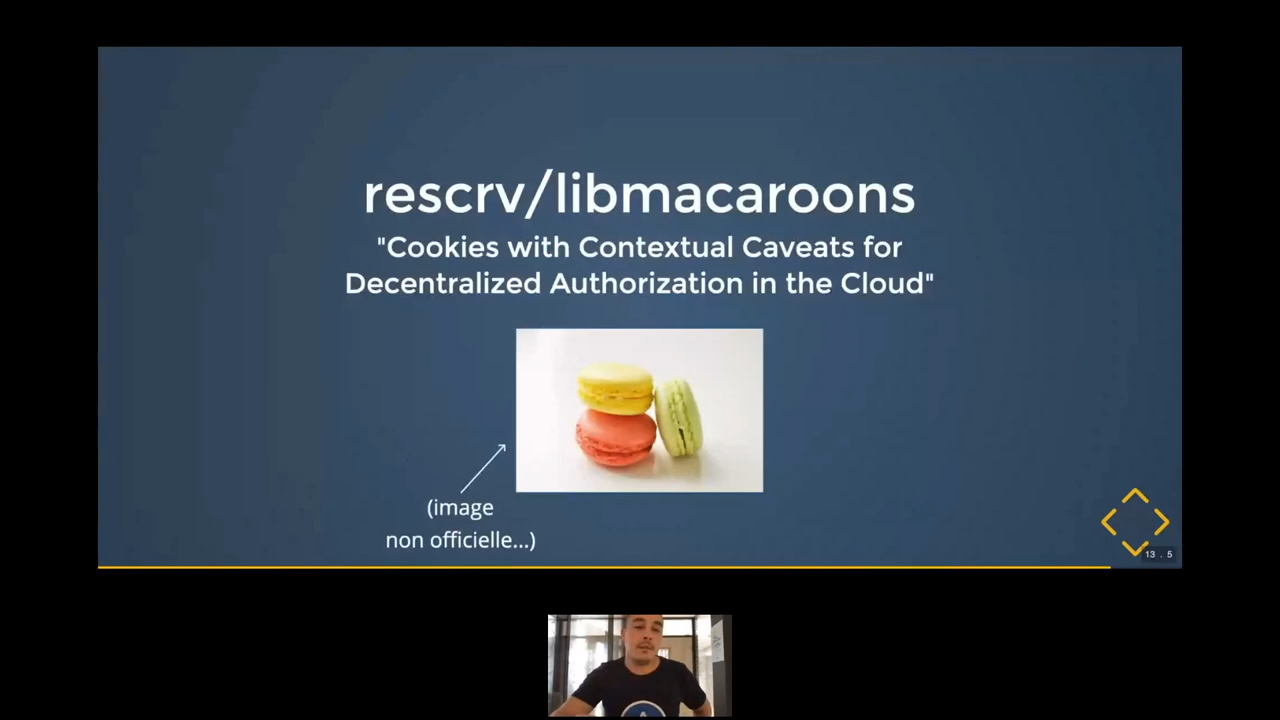 rescrv/libmacaroons
"Cookies with Contextual Caveats for
Decentralized Authorization in the Cloud"
(image
non officielle...)
13 . 5